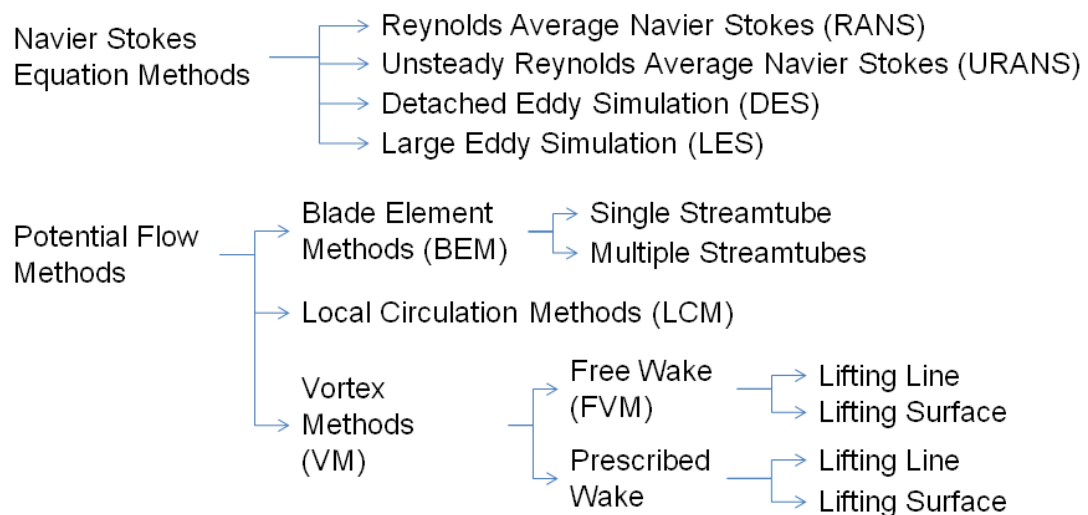 Navier Stokes
Equation Methods
Reynolds Average Navier Stokes (RANS)
Unsteady Reynolds Average Navier Stokes (URANS)
Detached Eddy Simulation (DES)
Large Eddy Simulation (LES)
Potential Flow
Methods
Blade Element
Methods (BEM)
Single Streamtube
Multiple Streamtubes
Local Circulation Methods (LCM)
Vortex
Methods
(VM)
Free Wake
(FVM)
Lifting Line
Lifting Surface
Prescribed
Wake
Lifting Line
Lifting Surface